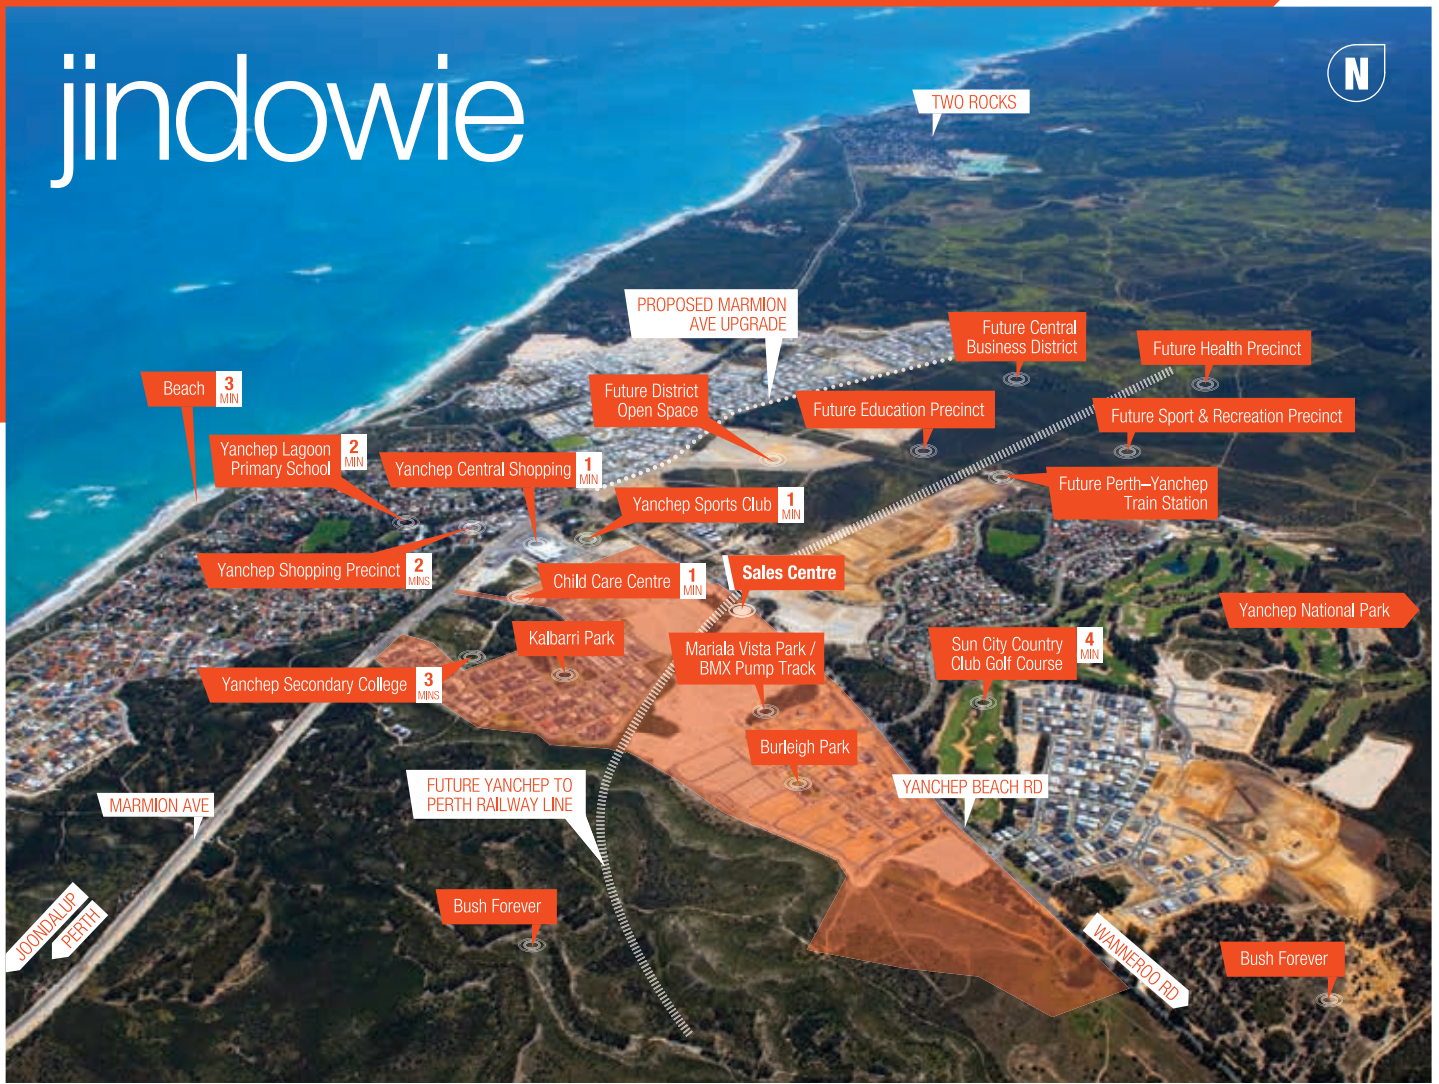 jindowie
N
TWO ROCKS
PROPOSED MARMION
AVE UPGRADE
Future Central
Business District
Future Health Precinct
Beach 3
MIN
Future District
Open Space
Future Education Precinct
Future Sport & Recreation Precinct
Yanchep Lagoon
Primary School
2
MIN
Yanchep Central Shopping 1
MIN
Yanchep Sports Club 1
MIN
Future Perth–Yanchep
Train Station
Yanchep Shopping Precinct 2
MINS
Child Care Centre 1
MIN
Sales Centre
Yanchep National Park
Kalbarri Park
Mariala Vista Park /
BMX Pump Track
Sun City Country
Club Golf Course
4
MIN
Yanchep Secondary College 3
MINS
Burleigh Park
FUTURE YANCHEP TO
PERTH RAILWAY LINE
YANCHEP BEACH RD
MARMION AVE
Bush Forever
JOONDALUP
PERTH
WANNEROO RD
Bush Forever